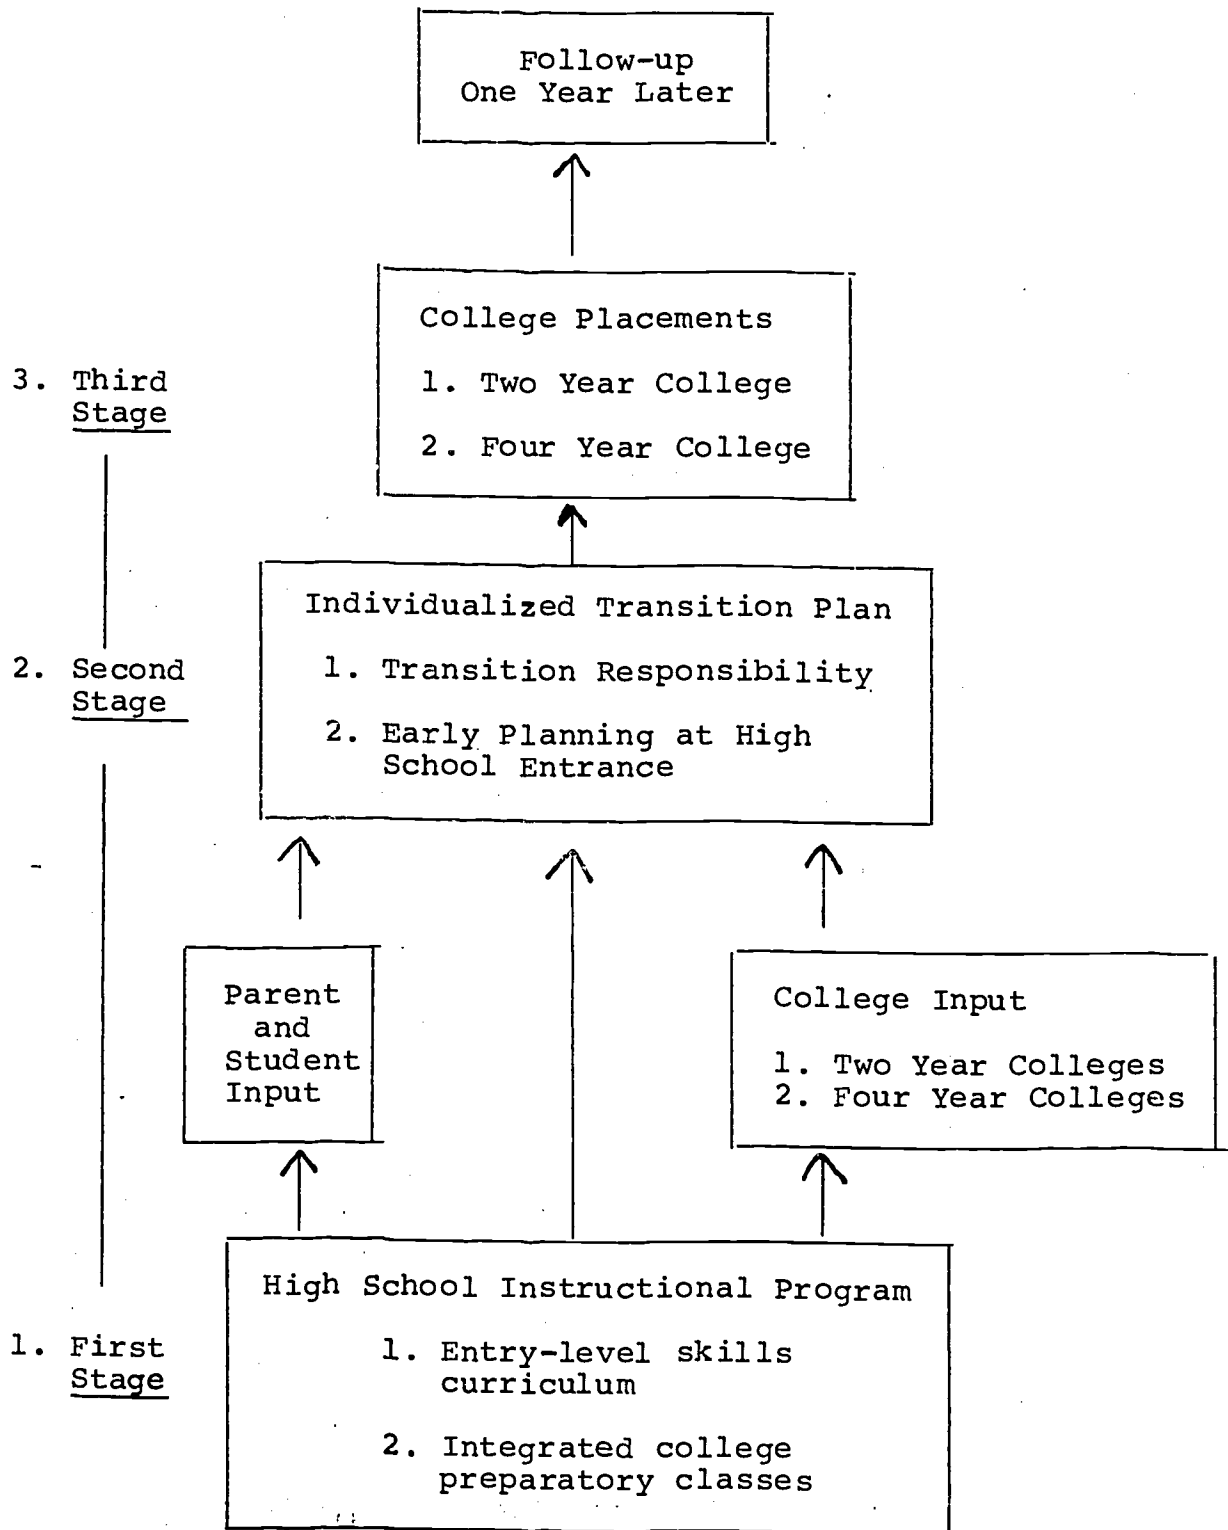 Follow-up
One Year Later
College Placements
1. Two Year College
2. Four Year College
3. Third
Stage
Individualized Transition Plan
1. Transition Responsibility
2. Early Planning at High
School Entrance
2. Second
Stage
Parent
and
Student
Input
College Input
1. Two Year Colleges
2. Four Year Colleges
High School Instructional Program
1. Entry-level skills
curriculum
2. Integrated college
preparatory classes
1. First
Stage